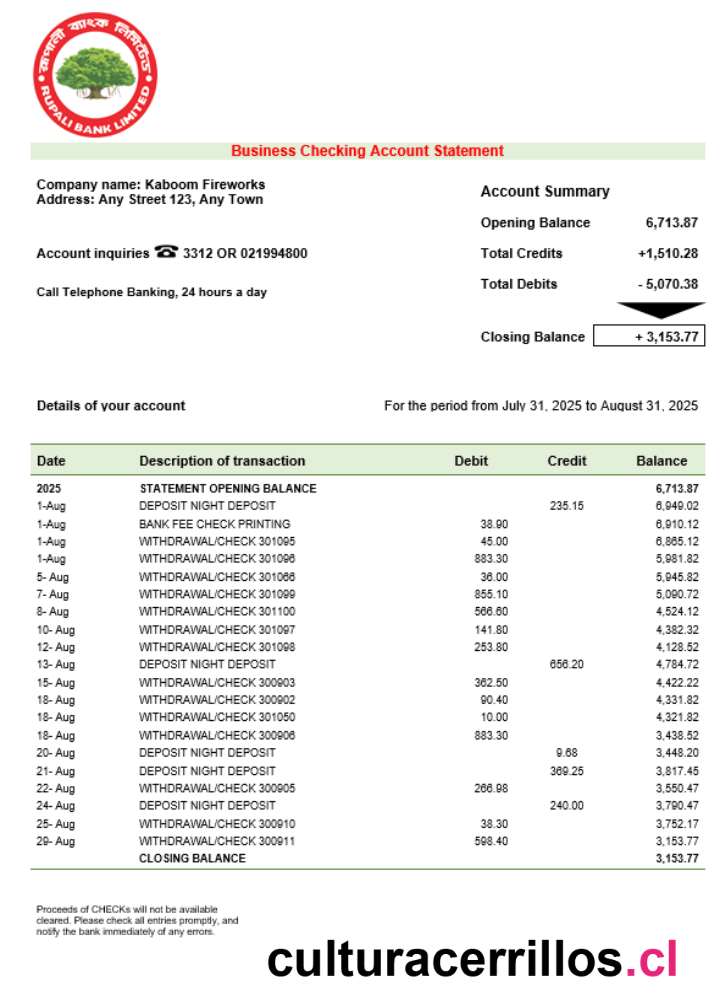 রূপালী ব্যাংক লিমিটেড
RUPALI BANK LIMITED
Business Checking Account Statement
Company name: Kaboom Fireworks
Address: Any Street 123, Any Town
Account inquiries ☎ 3312 OR 021994800
Call Telephone Banking, 24 hours a day
Account Summary
Opening Balance 6,713.87
Total Credits +1,510.28
Total Debits - 5,070.38
Closing Balance + 3,153.77
Details of your account For the period from July 31, 2025 to August 31, 2025
Date Description of transaction Debit Credit Balance
2025 STATEMENT OPENING BALANCE 6,713.87
1-Aug DEPOSIT NIGHT DEPOSIT 235.15 6,949.02
1-Aug BANK FEE CHECK PRINTING 38.90 6,910.12
1-Aug WITHDRAWAL/CHECK 301095 45.00 6,865.12
1-Aug WITHDRAWAL/CHECK 301096 883.30 5,981.82
5- Aug WITHDRAWAL/CHECK 301066 36.00 5,945.82
7- Aug WITHDRAWAL/CHECK 301099 855.10 5,090.72
8- Aug WITHDRAWAL/CHECK 301100 566.60 4,524.12
10- Aug WITHDRAWAL/CHECK 301097 141.80 4,382.32
12- Aug WITHDRAWAL/CHECK 301098 253.80 4,128.52
13- Aug DEPOSIT NIGHT DEPOSIT 656.20 4,784.72
15- Aug WITHDRAWAL/CHECK 300903 362.50 4,422.22
18- Aug WITHDRAWAL/CHECK 300902 90.40 4,331.82
18- Aug WITHDRAWAL/CHECK 301050 10.00 4,321.82
18- Aug WITHDRAWAL/CHECK 300906 883.30 3,438.52
20- Aug DEPOSIT NIGHT DEPOSIT 9.68 3,448.20
21- Aug DEPOSIT NIGHT DEPOSIT 369.25 3,817.45
22- Aug WITHDRAWAL/CHECK 300905 266.98 3,550.47
24- Aug DEPOSIT NIGHT DEPOSIT 240.00 3,790.47
25- Aug WITHDRAWAL/CHECK 300910 38.30 3,752.17
29- Aug WITHDRAWAL/CHECK 300911 598.40 3,153.77
CLOSING BALANCE 3,153.77
Proceeds of CHECKs will not be available
cleared. Please check all entries promptly, and
notify the bank immediately of any errors.
culturacerrillos.cl